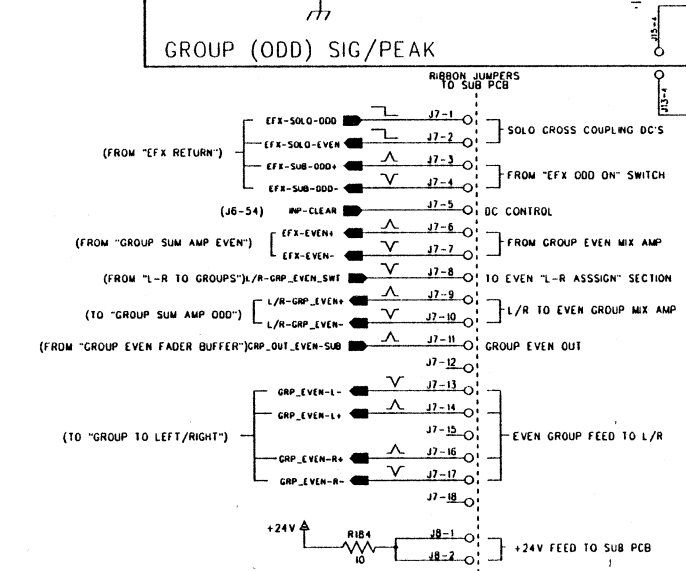 GROUP (ODD) SIG/PEAK
J15-4
J13-4
RIBBON JUMPERS
TO SUB PCB
EFX-SOLO-ODD J7-1
EFX-SOLO-EVEN J7-2
SOLO CROSS COUPLING DC'S
(FROM "EFX RETURN")
EFX-SUB-ODD+ J7-3
FROM "EFX ODD ON" SWITCH
EFX-SUB-ODD- J7-4
(J6-54) INP-CLEAR J7-5 DC CONTROL
EFX-EVEN+ J7-6
(FROM "GROUP SUM AMP EVEN") FROM GROUP EVEN MIX AMP
EFX-EVEN- J7-7
(FROM "L-R TO GROUPS")L/R-GRP_EVEN_SWT J7-8 TO EVEN "L-R ASSSIGN" SECTION
L/R-GRP_EVEN+ J7-9
(TO "GROUP SUM AMP ODD") L/R TO EVEN GROUP MIX AMP
L/R-GRP_EVEN- J7-10
(FROM "GROUP EVEN FADER BUFFER")GRP_OUT_EVEN-SUB J7-11 GROUP EVEN OUT
J7-12
GRP_EVEN-L- J7-13
GRP_EVEN-L+ J7-14
(TO "GROUP TO LEFT/RIGHT") J7-15 EVEN GROUP FEED TO L/R
GRP_EVEN-R+ J7-16
GRP_EVEN-R- J7-17
J7-18
+24V R184 J8-1
10 J8-2
+24V FEED TO SUB PCB